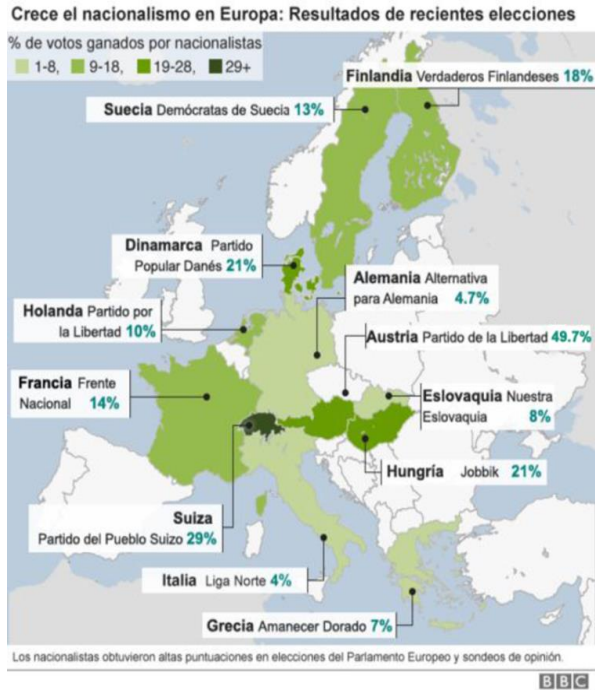 Crece el nacionalismo en Europa: Resultados de recientes elecciones
% de votos ganados por nacionalistas
1-8, 9-18, 19-28, 29+
Finlandia Verdaderos Finlandeses 18%
Suecia Demócratas de Suecia 13%
Dinamarca Partido
Popular Danés 21%
Alemania Alternativa
para Alemania 4.7%
Holanda Partido por
la Libertad 10%
Austria Partido de la Libertad 49.7%
Francia Frente
Nacional 14%
Eslovaquia Nuestra
Eslovaquia 8%
Hungría Jobbik 21%
Suiza
Partido del Pueblo Suizo 29%
Italia Liga Norte 4%
Grecia Amanecer Dorado 7%
Los nacionalistas obtuvieron altas puntuaciones en elecciones del Parlamento Europeo y sondeos de opinión.
BBC